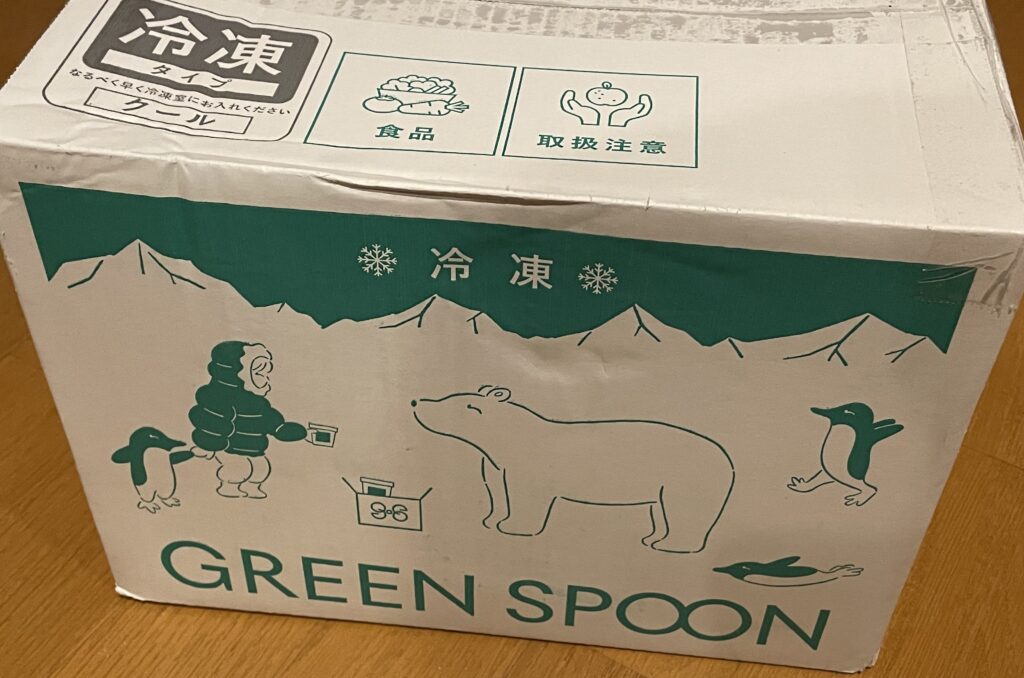 冷凍
タイプ
なるべく早く冷凍室にお入れください
クール
食品
取扱注意
冷凍
GREEN SPOON